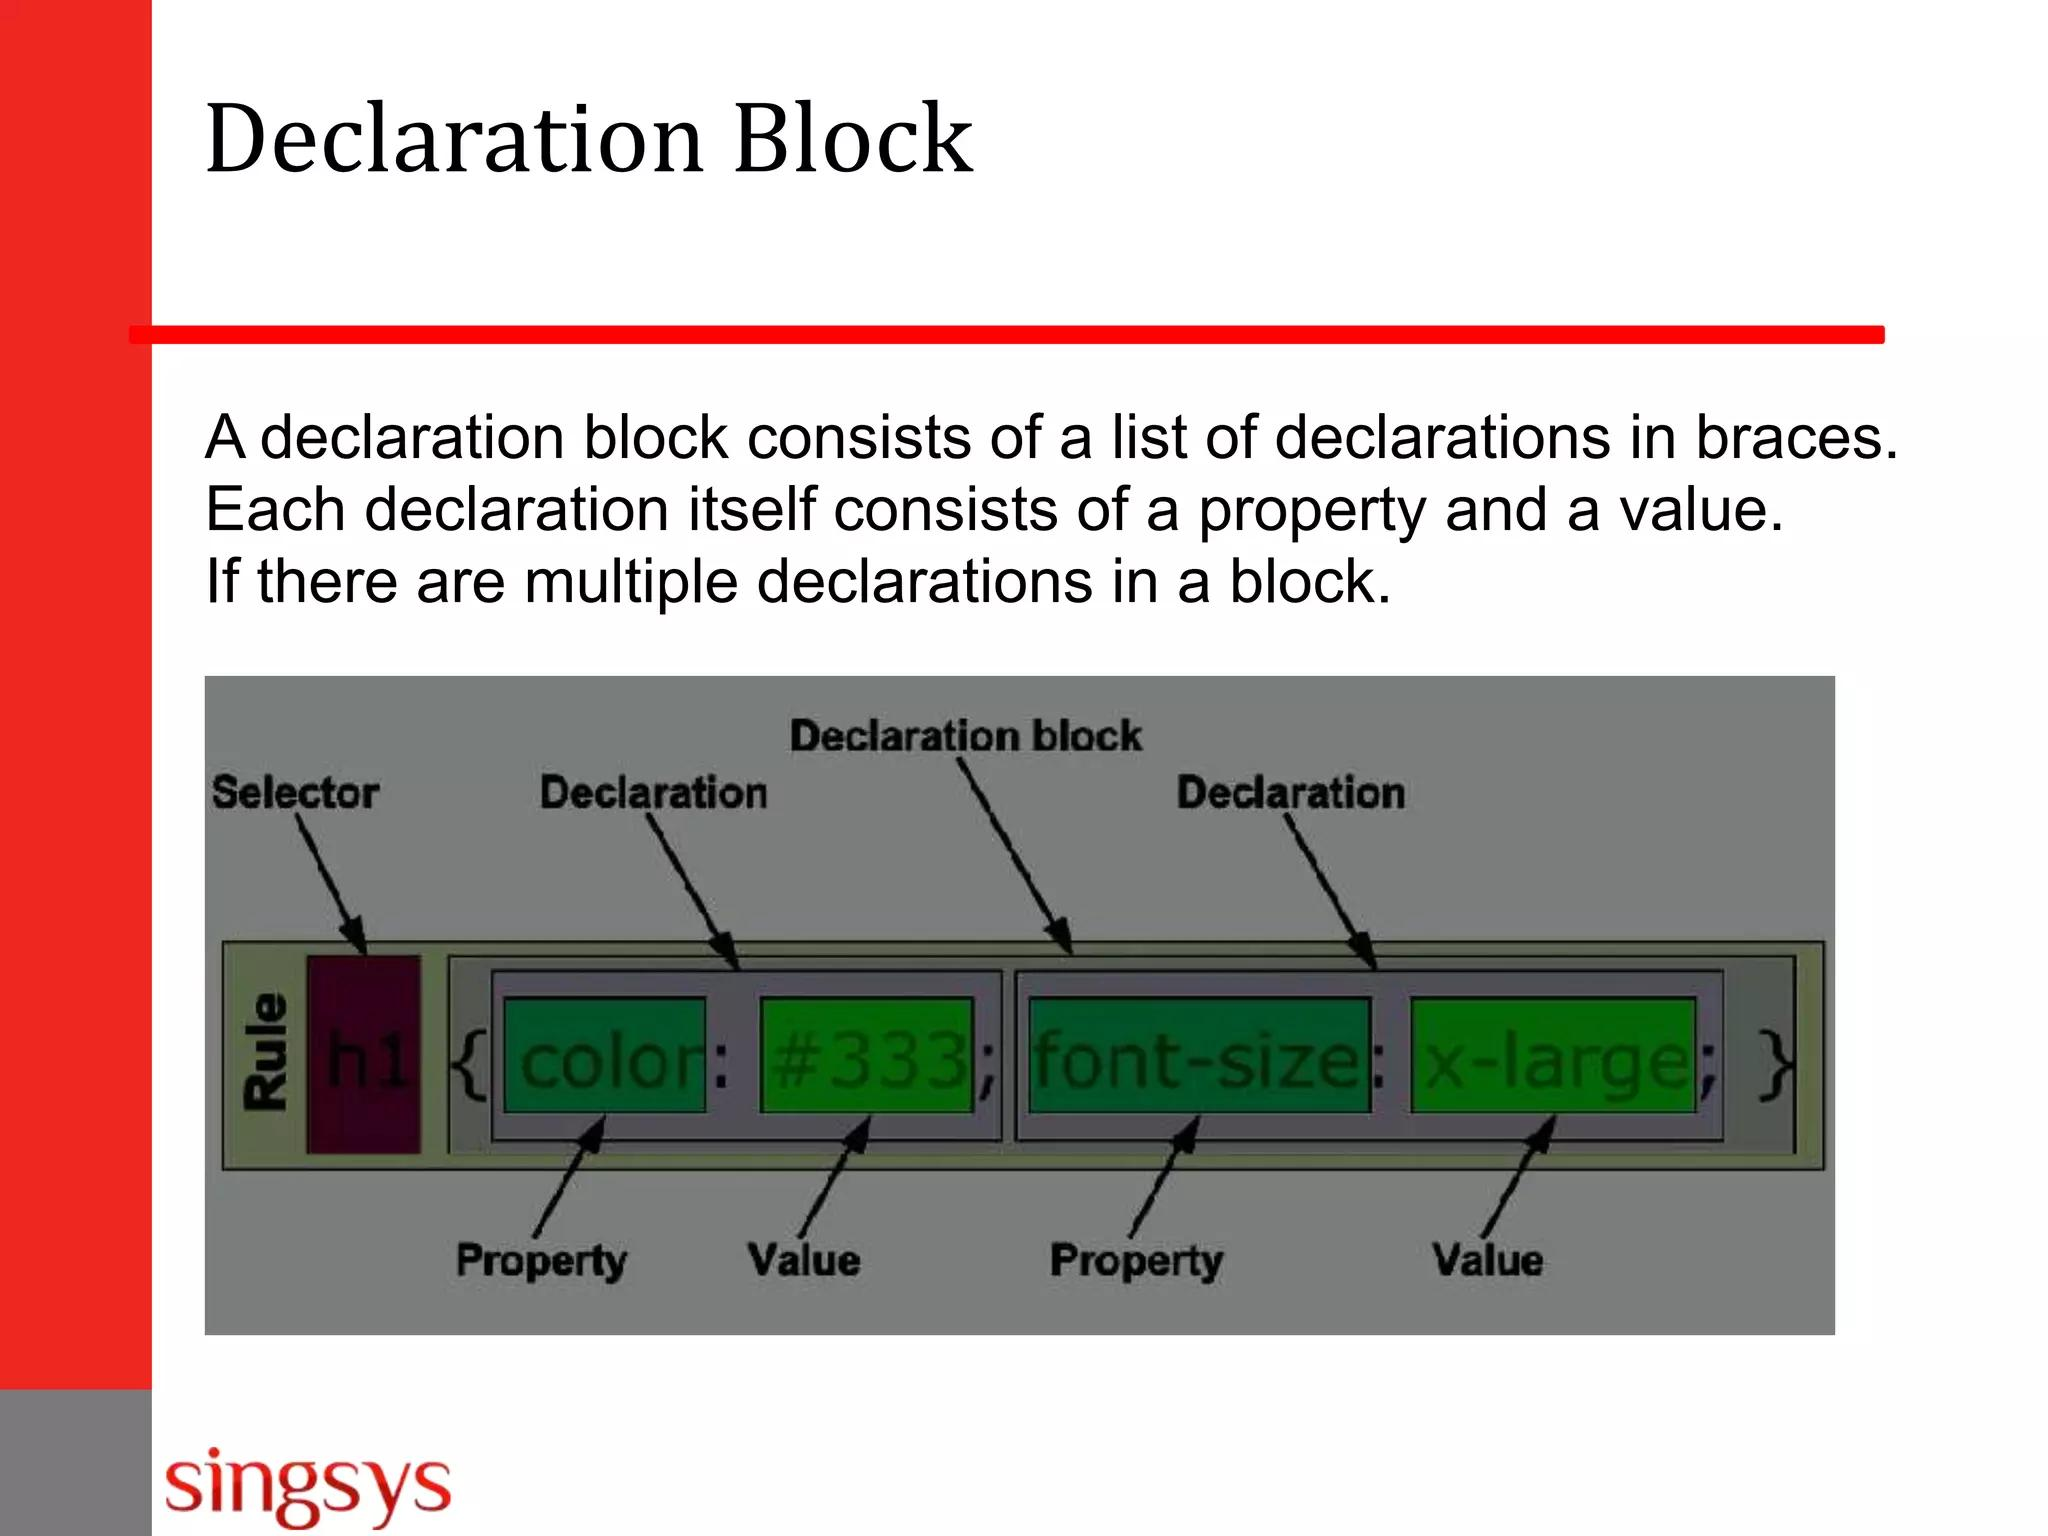 Declaration Block
A declaration block consists of a list of declarations in braces.
Each declaration itself consists of a property and a value.
If there are multiple declarations in a block.
Declaration block
Selector Declaration Declaration
Rule h1 { color: #333; font-size: x-large; }
Property Value Property Value
singsys